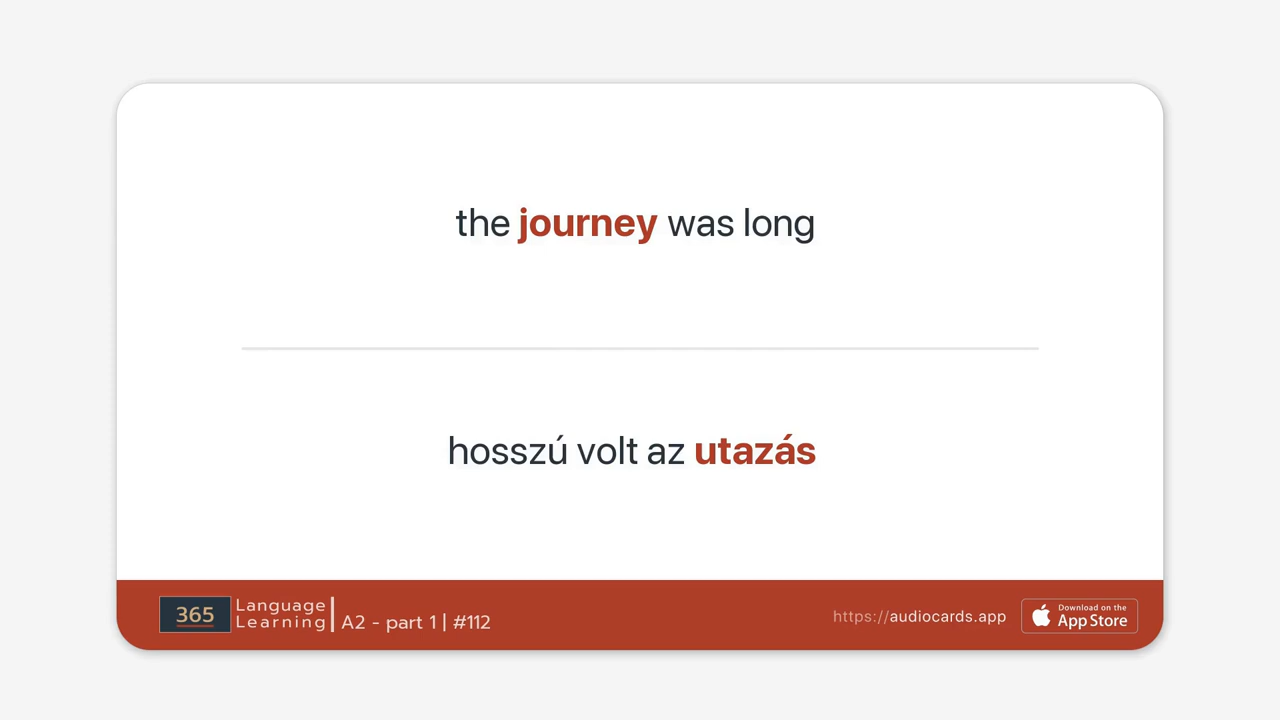 the journey was long
hosszú volt az utazás
365
Language
Learning
A2 - part 1 | #112
https://audiocards.app
Download on the
App Store